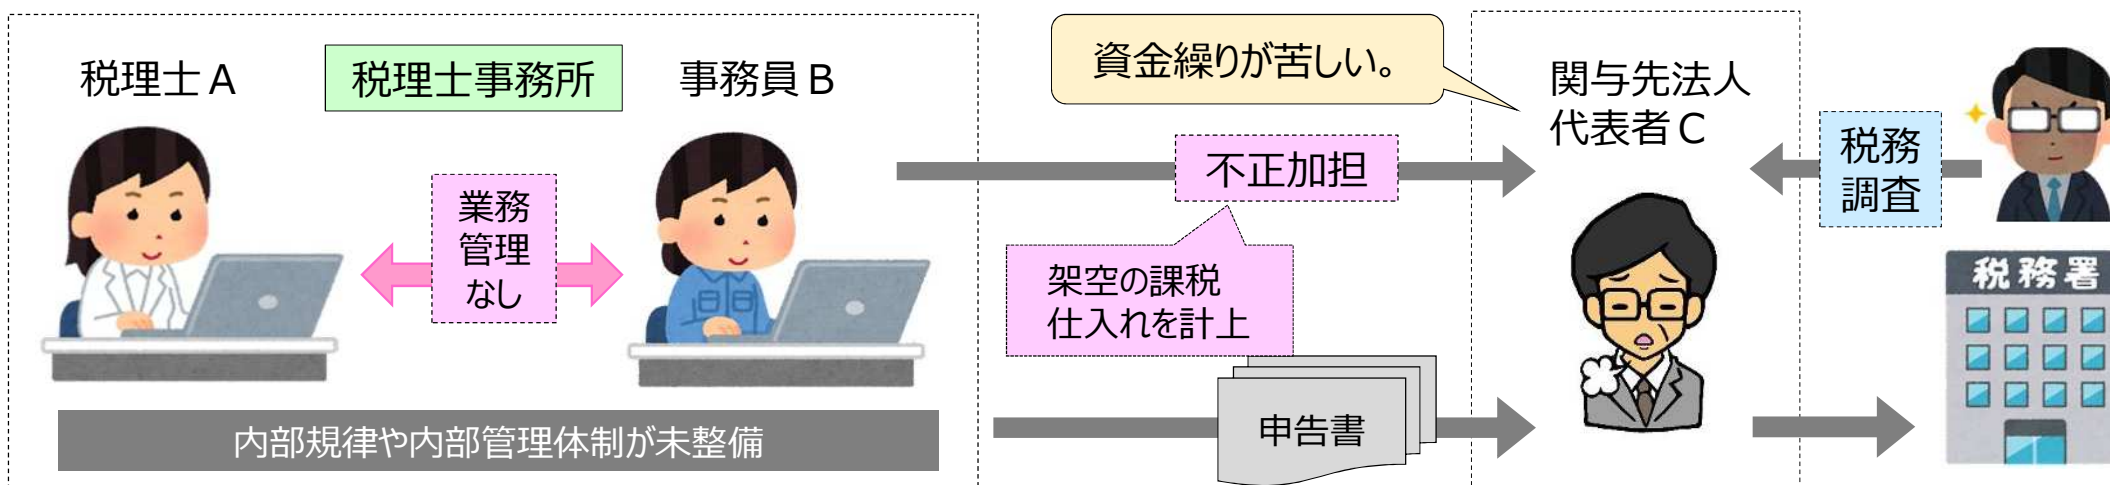 税理士A
税理士事務所
事務員B
業務
管理
なし
内部規律や内部管理体制が未整備
資金繰りが苦しい。
不正加担
架空の課税
仕入れを計上
申告書
関与先法人
代表者C
税務
調査
税務署